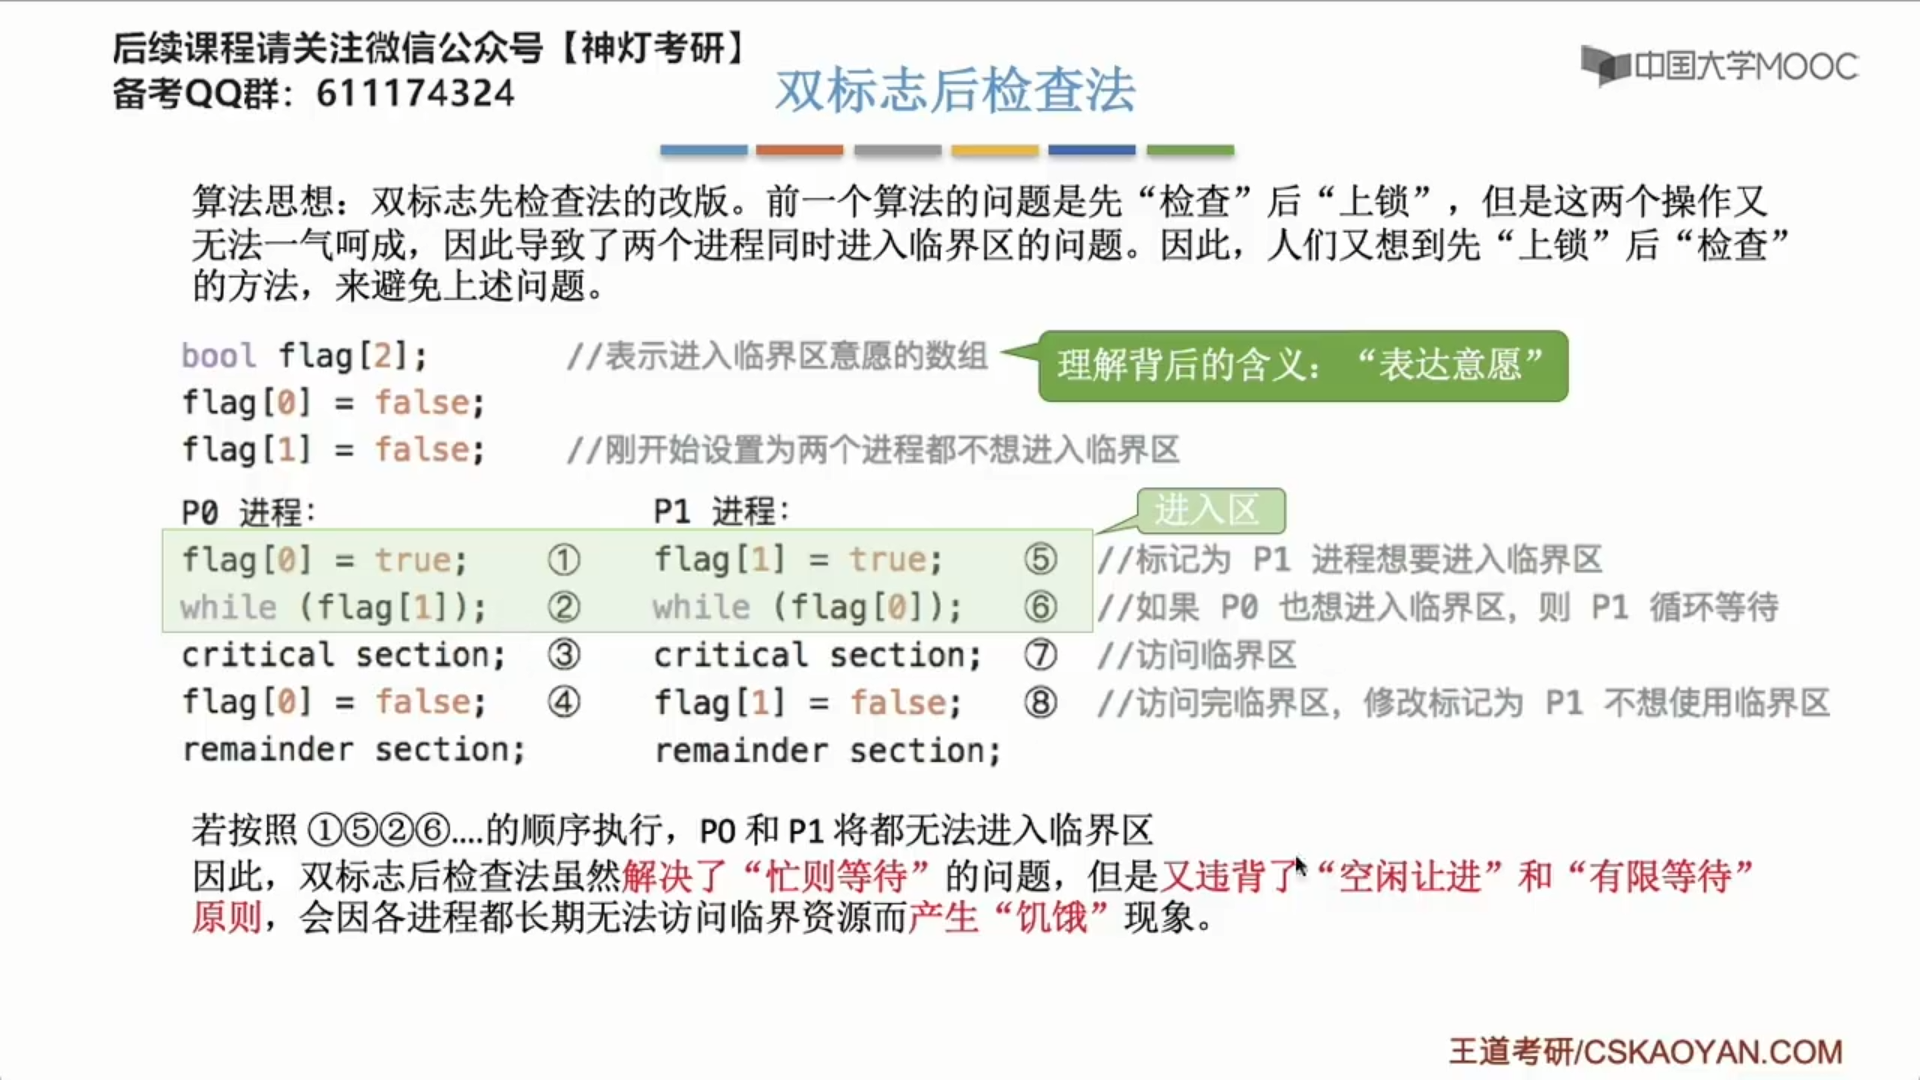 后续课程请关注微信公众号【神灯考研】
备考QQ群：611174324
中国大学MOOC
双标志后检查法
算法思想：双标志先检查法的改版。前一个算法的问题是先“检查”后“上锁”，但是这两个操作又
无法一气呵成，因此导致了两个进程同时进入临界区的问题。因此，人们又想到先“上锁”后“检查”
的方法，来避免上述问题。
bool flag[2]; //表示进入临界区意愿的数组
理解背后的含义：“表达意愿”
flag[0] = false;
flag[1] = false; //刚开始设置为两个进程都不想进入临界区
P0 进程: P1 进程:
进入区
flag[0] = true; ① flag[1] = true; ⑤ //标记为 P1 进程想要进入临界区
while (flag[1]); ② while (flag[0]); ⑥ //如果 P0 也想进入临界区，则 P1 循环等待
critical section; ③ critical section; ⑦ //访问临界区
flag[0] = false; ④ flag[1] = false; ⑧ //访问完临界区，修改标记为 P1 不想使用临界区
remainder section; remainder section;
若按照 ①⑤②⑥....的顺序执行，P0 和 P1 将都无法进入临界区
因此，双标志后检查法虽然解决了“忙则等待”的问题，但是又违背了“空闲让进”和“有限等待”
原则，会因各进程都长期无法访问临界资源而产生“饥饿”现象。
王道考研/CSKAOYAN.COM